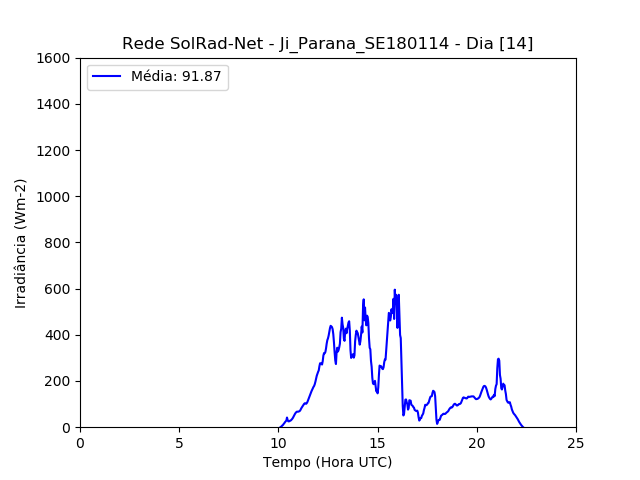 Rede SolRad-Net - Ji_Parana_SE180114 - Dia [14]
Média: 91.87
1600
1400
1200
1000
800
600
400
200
0
Irradiância (Wm-2)
0 5 10 15 20 25
Tempo (Hora UTC)